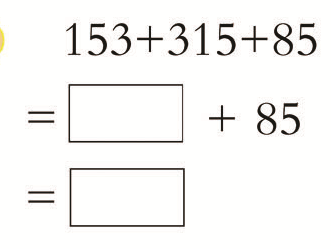 153+315+85
= + 85
=